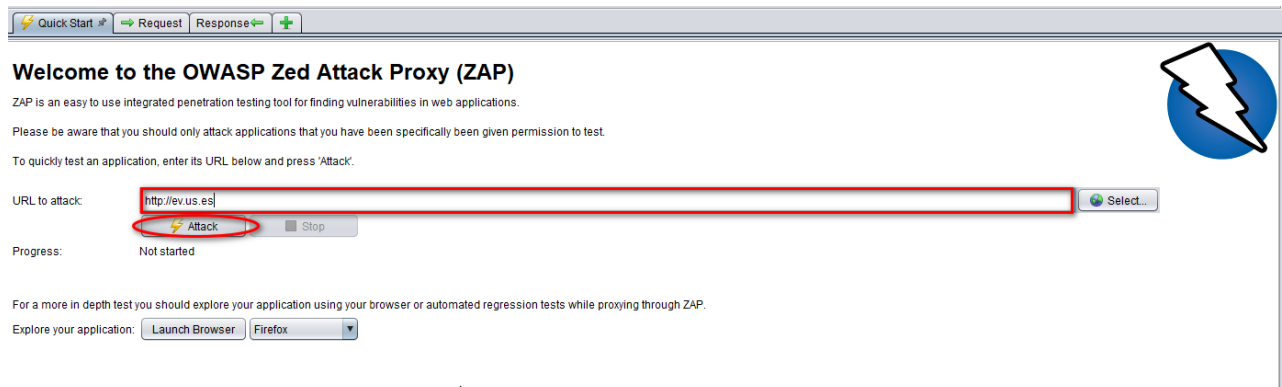 Quick Start Request Response
Welcome to the OWASP Zed Attack Proxy (ZAP)
ZAP is an easy to use integrated penetration testing tool for finding vulnerabilities in web applications.
Please be aware that you should only attack applications that you have been specifically been given permission to test.
To quickly test an application, enter its URL below and press 'Attack'.
URL to attack: http://ev.us.es Select...
Attack Stop
Progress: Not started
For a more in depth test you should explore your application using your browser or automated regression tests while proxying through ZAP.
Explore your application: Launch Browser Firefox